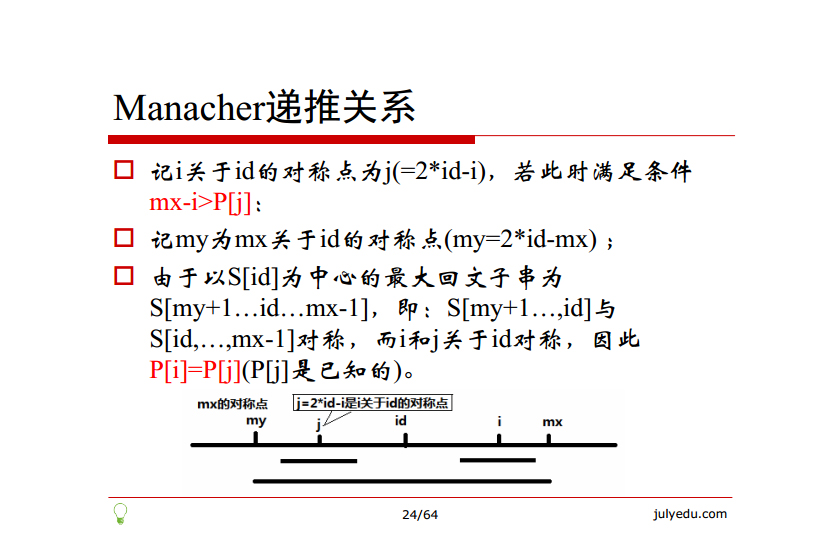 Manacher递推关系
记i关于id的对称点为j(=2*id-i)，若此时满足条件
mx-i>P[j]：
记my为mx关于id的对称点(my=2*id-mx)；
由于以S[id]为中心的最大回文子串为
S[my+1…id…mx-1]，即：S[my+1…,id]与
S[id,…,mx-1]对称，而i和j关于id对称，因此
P[i]=P[j](P[j]是已知的)。
mx的对称点 j=2*id-i是i关于id的对称点
my j id i mx
24/64 julyedu.com